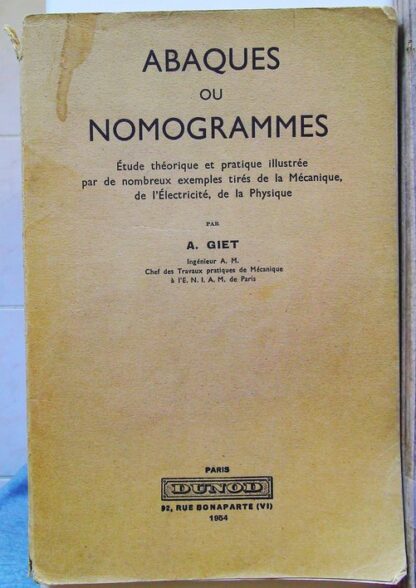 ABAQUES
OU
NOMOGRAMMES
Étude théorique et pratique illustrée
par de nombreux exemples tirés de la Mécanique,
de l'Électricité, de la Physique
PAR
A. GIET
Ingénieur A. M.
Chef des Travaux pratiques de Mécanique
à l'E. N. I. A. M. de Paris
PARIS
DUNOD
92, RUE BONAPARTE (VI)
1954